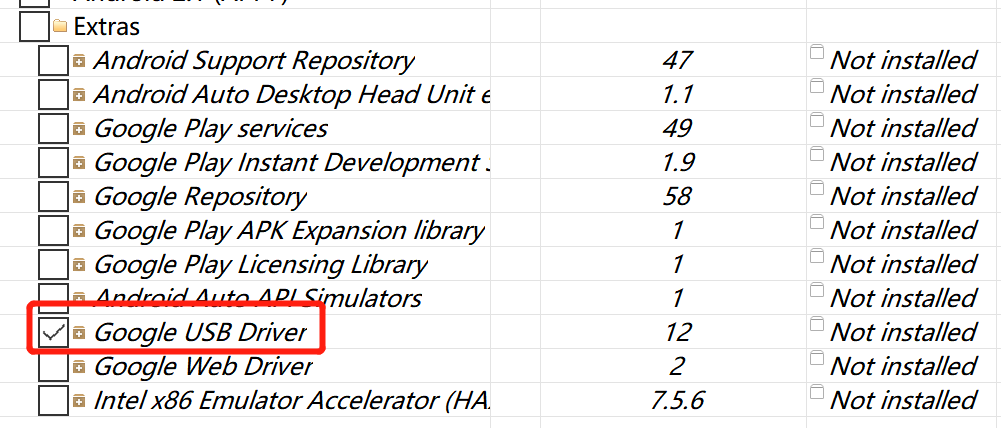 Extras
Android Support Repository 47 Not installed
Android Auto Desktop Head Unit e 1.1 Not installed
Google Play services 49 Not installed
Google Play Instant Development 1.9 Not installed
Google Repository 58 Not installed
Google Play APK Expansion library 1 Not installed
Google Play Licensing Library 1 Not installed
Android Auto API Simulators 1 Not installed
Google USB Driver 12 Not installed
Google Web Driver 2 Not installed
Intel x86 Emulator Accelerator (HA 7.5.6 Not installed